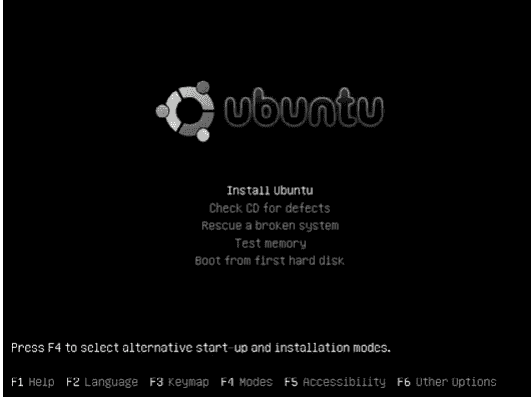 ubuntu
Install Ubuntu
Check CD for defects
Rescue a broken system
Test memory
Boot from first hard disk
Press F4 to select alternative start-up and installation modes.
F1 Help F2 Language F3 Keymap F4 Modes F5 Accessibility F6 Other Options